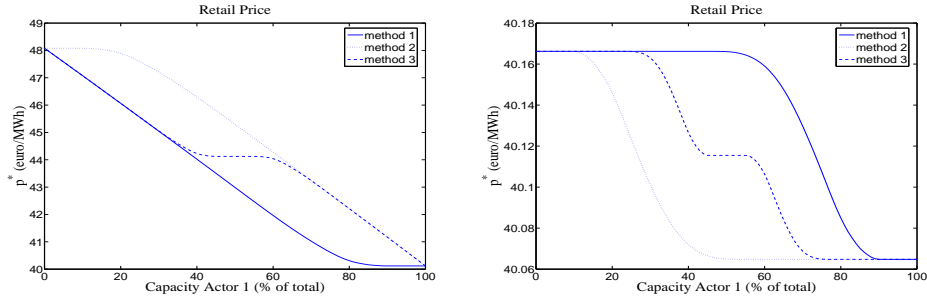 Retail Price
49
48
47
46
45
44
43
42
41
40
0 20 40 60 80 100
p* (euro/MWh)
Capacity Actor 1 (% of total)
method 1
method 2
method 3
Retail Price
40.18
40.16
40.14
40.12
40.1
40.08
40.06
0 20 40 60 80 100
p* (euro/MWh)
Capacity Actor 1 (% of total)
method 1
method 2
method 3